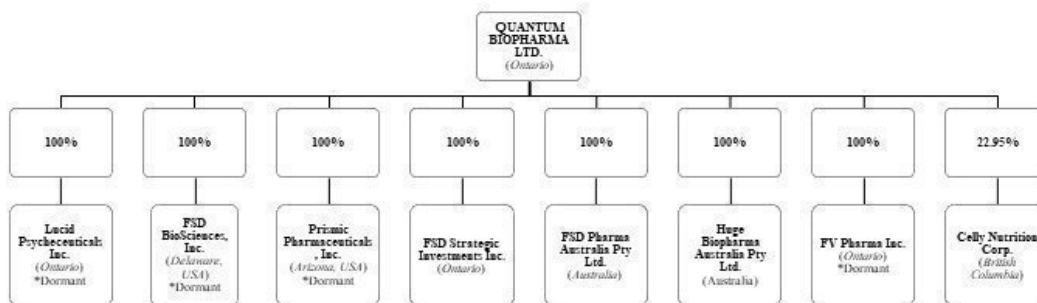 QUANTUM
BIOPHARMA
LTD.
(Ontario)
100%
100%
100%
100%
100%
100%
100%
22.95%
Lucid
Psycheceuticals
Inc.
(Ontario)
*Dormant
FSD
BioSciences,
Inc.
(Delaware,
USA)
*Dormant
Prismic
Pharmaceuticals
, Inc.
(Arizona, USA)
*Dormant
FSD Strategic
Investments Inc.
(Ontario)
FSD Pharma
Australia Pty
Ltd.
(Australia)
Huge
Biopharma
Australia Pty
Ltd.
(Australia)
FV Pharma Inc.
(Ontario)
*Dormant
Celly Nutrition
Corp.
(British
Columbia)